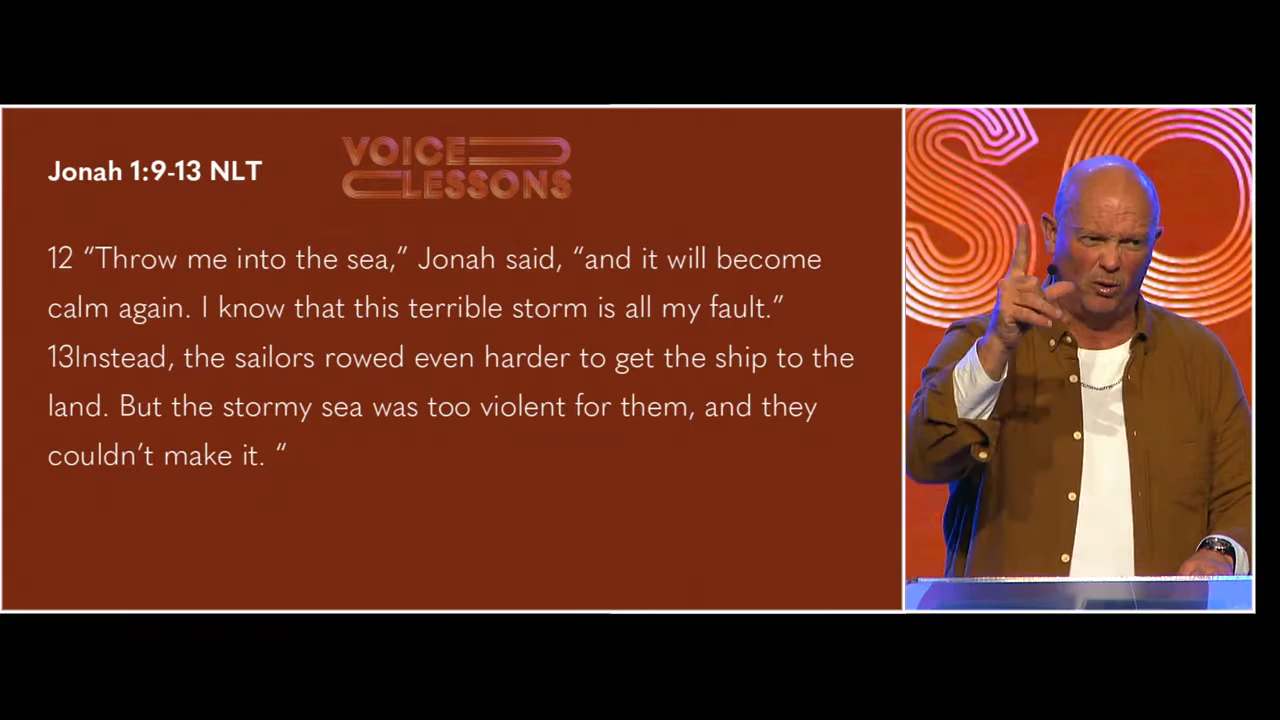 Jonah 1:9-13 NLT
VOICE
LESSONS
12 “Throw me into the sea,” Jonah said, “and it will become
calm again. I know that this terrible storm is all my fault.”
13Instead, the sailors rowed even harder to get the ship to the
land. But the stormy sea was too violent for them, and they
couldn’t make it. “
SO